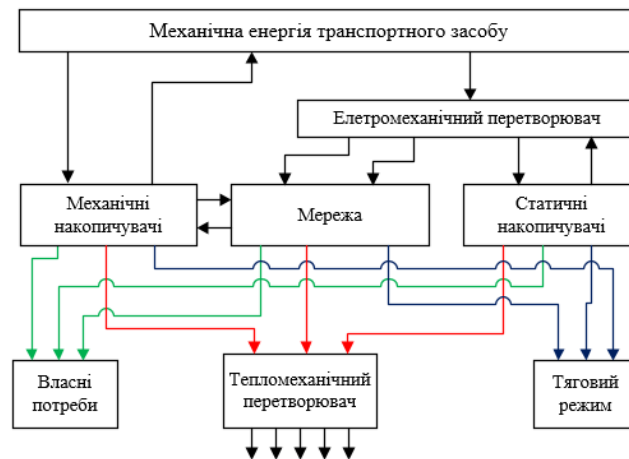 Механічна енергія транспортного засобу
Елетромеханічний перетворювач
Механічні
накопичувачі
Мережа
Статичні
накопичувачі
Власні
потреби
Тепломеханічний
перетворювач
Тяговий
режим